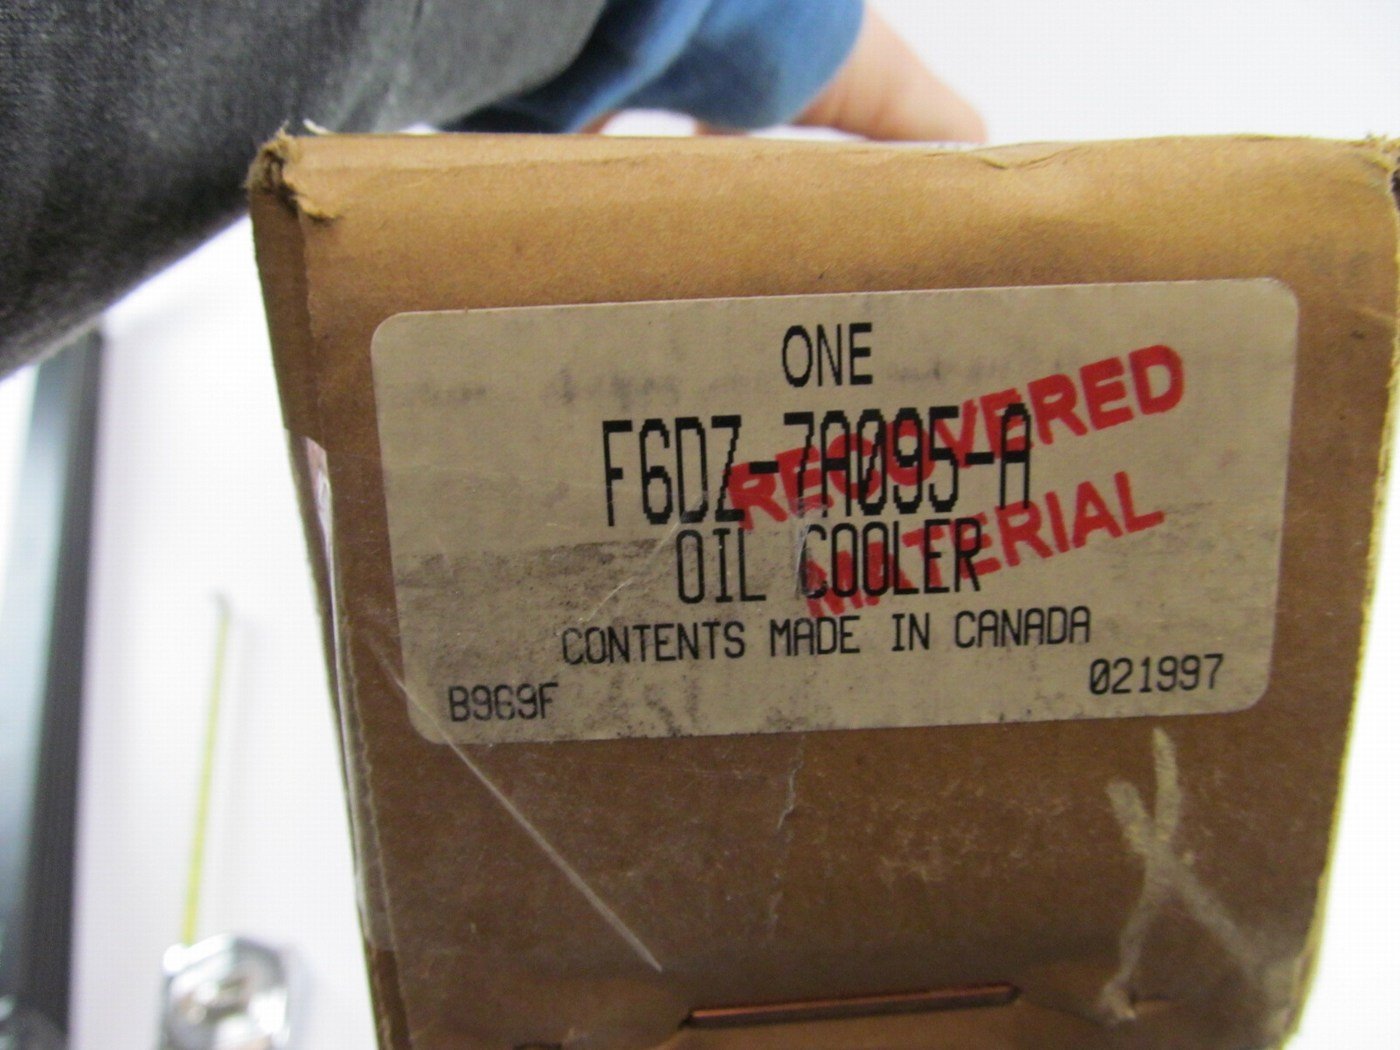 ONE
F6DZ-7A095-A
OIL COOLER
CONTENTS MADE IN CANADA
B969F
021997
RECOVERED
MATERIAL